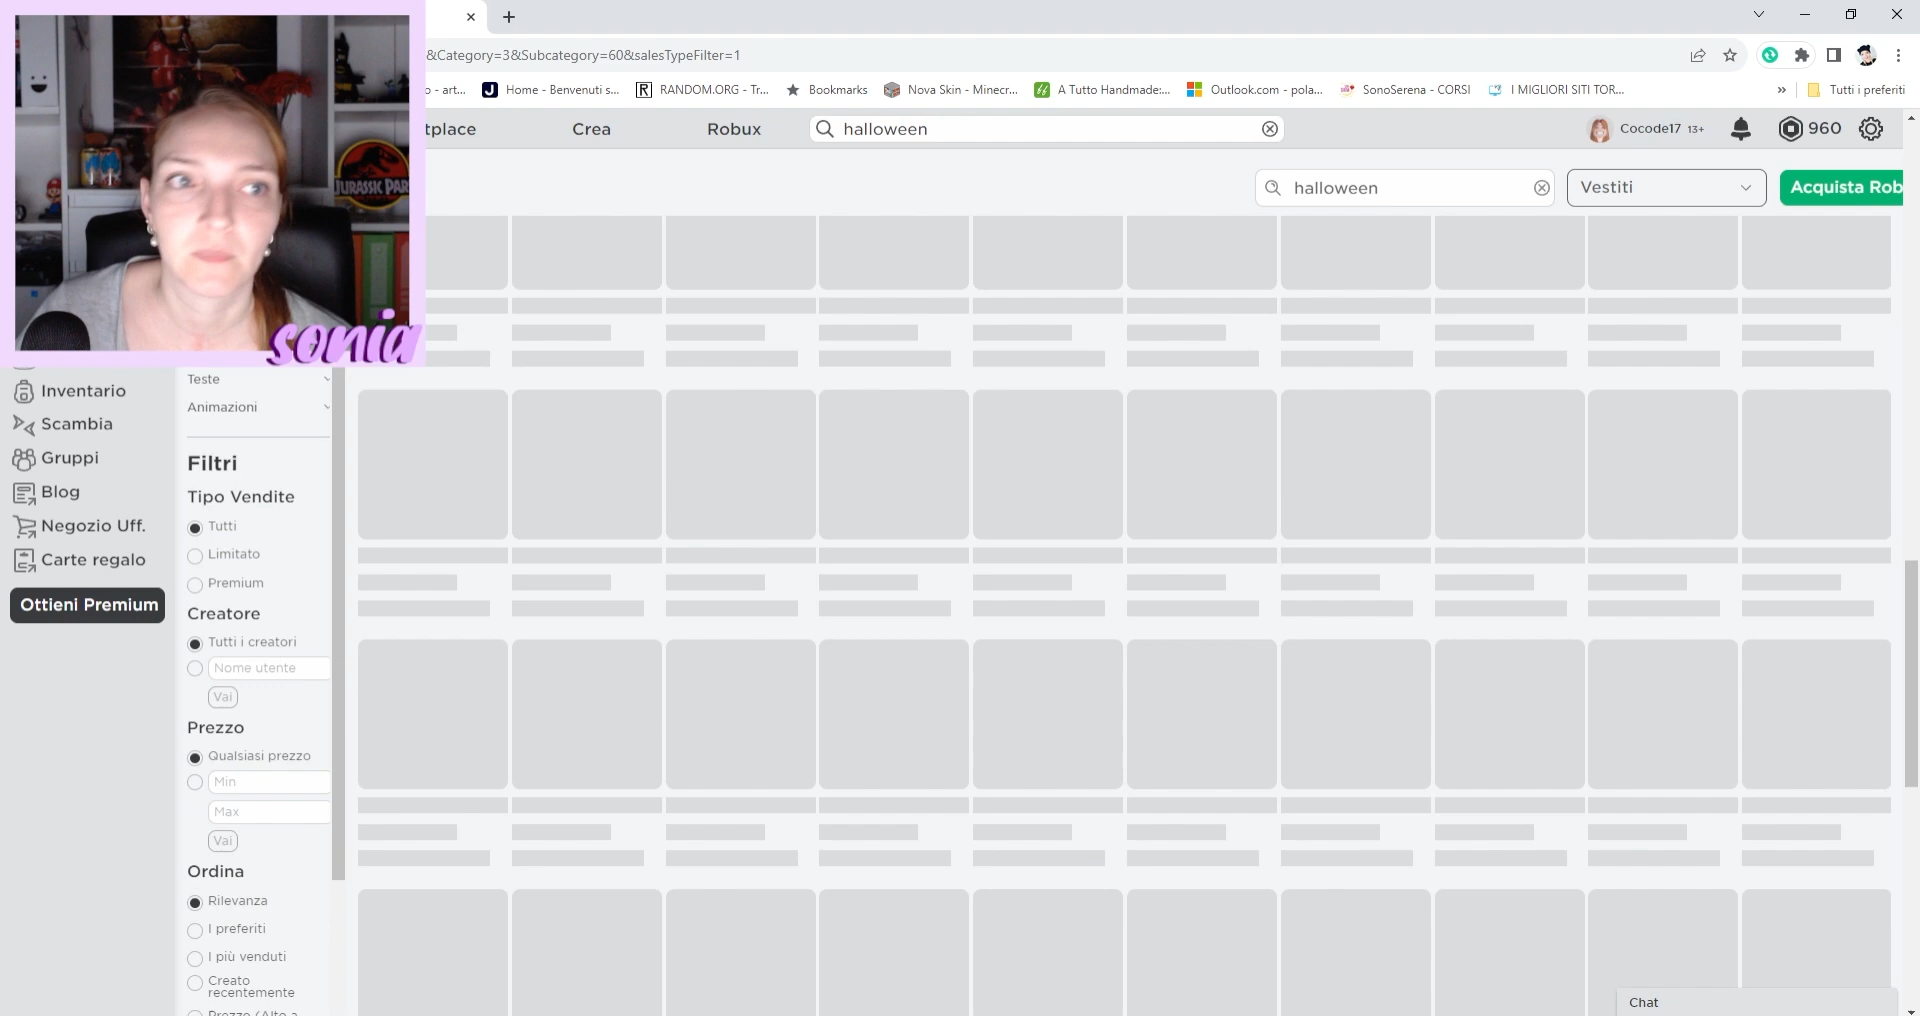 &Category=3&Subcategory=60&salesTypeFilter=1
o - art...
Home - Benvenuti s...
RANDOM.ORG - Tr...
Bookmarks
Nova Skin - Minecr...
A Tutto Handmade:...
Outlook.com - pola...
SonoSerena - CORSI
I MIGLIORI SITI TOR...
»
Tutti i preferiti
tplace
Crea
Robux
halloween
Cocode17 13+
960
halloween
Vestiti
Acquista Rob
JURASSIC PAR
sonia
Inventario
Scambia
Gruppi
Blog
Negozio Uff.
Carte regalo
Ottieni Premium
Teste
Animazioni
Filtri
Tipo Vendite
Tutti
Limitato
Premium
Creatore
Tutti i creatori
Nome utente
Vai
Prezzo
Qualsiasi prezzo
Min
Max
Vai
Ordina
Rilevanza
I preferiti
I più venduti
Creato
recentemente
Prezzo (Alto a
Chat